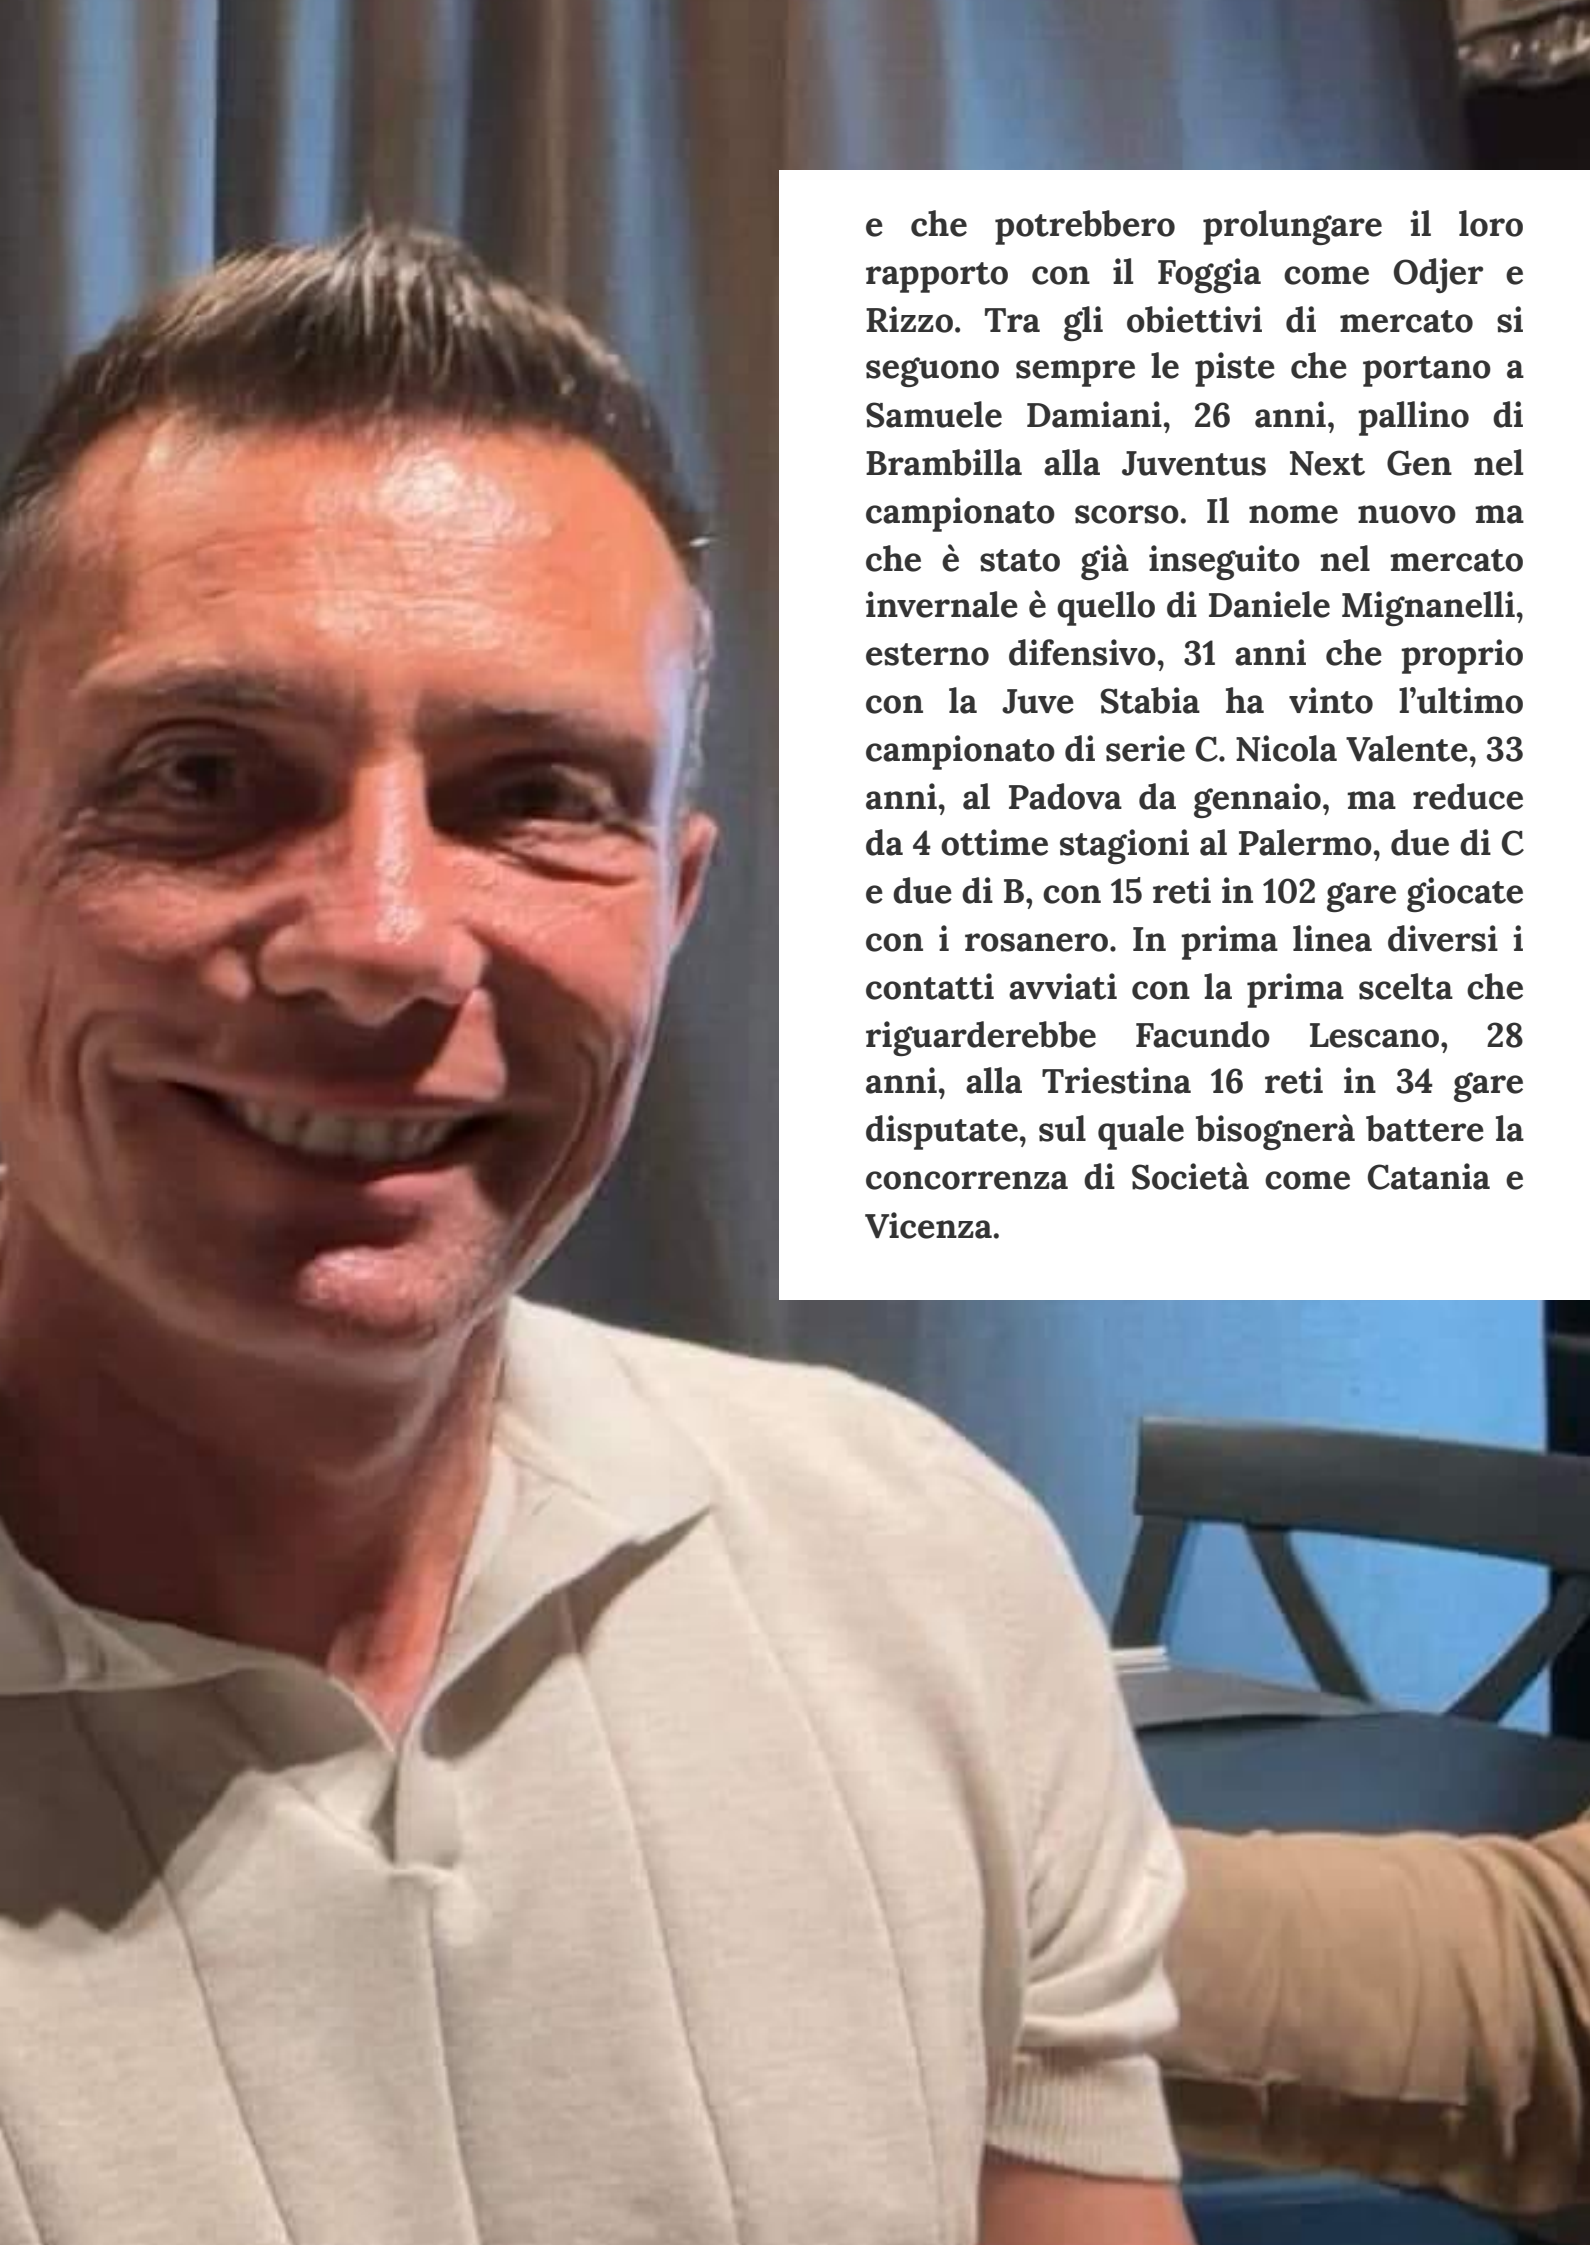 e che potrebbero prolungare il loro
rapporto con il Foggia come Odjer e
Rizzo. Tra gli obiettivi di mercato si
seguono sempre le piste che portano a
Samuele Damiani, 26 anni, pallino di
Brambilla alla Juventus Next Gen nel
campionato scorso. Il nome nuovo ma
che è stato già inseguito nel mercato
invernale è quello di Daniele Mignanelli,
esterno difensivo, 31 anni che proprio
con la Juve Stabia ha vinto l’ultimo
campionato di serie C. Nicola Valente, 33
anni, al Padova da gennaio, ma reduce
da 4 ottime stagioni al Palermo, due di C
e due di B, con 15 reti in 102 gare giocate
con i rosanero. In prima linea diversi i
contatti avviati con la prima scelta che
riguarderebbe Facundo Lescano, 28
anni, alla Triestina 16 reti in 34 gare
disputate, sul quale bisognerà battere la
concorrenza di Società come Catania e
Vicenza.